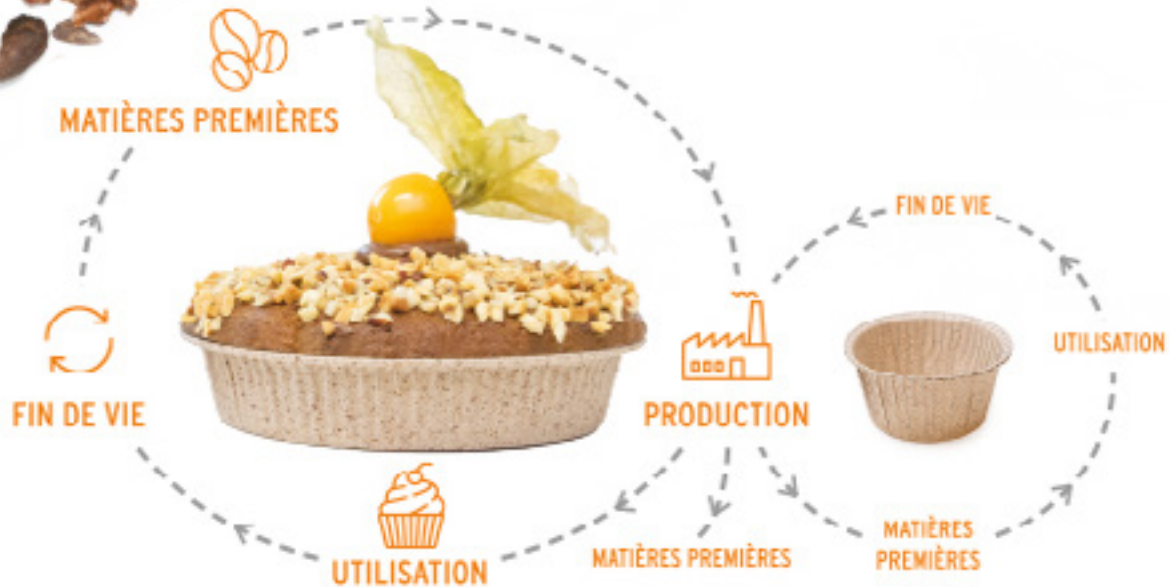 MATIÈRES PREMIÈRES
FIN DE VIE
UTILISATION
FIN DE VIE
PRODUCTION
UTILISATION
MATIÈRES PREMIÈRES
MATIÈRES
PREMIÈRES